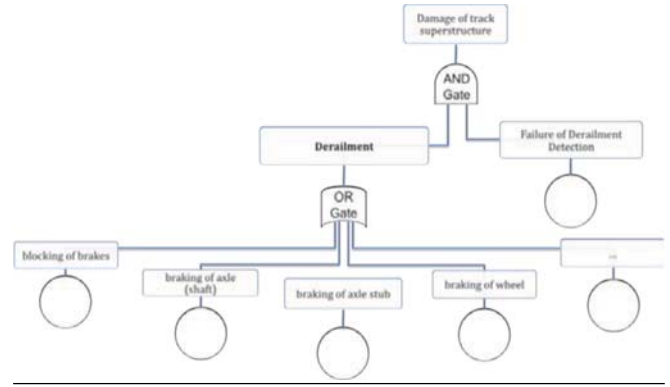 Damage of track
superstructure
AND
Gate
Derailment
Failure of Derailment
Detection
OR
Gate
blocking of brakes
braking of axle
(shaft)
braking of axle stub
braking of wheel
...